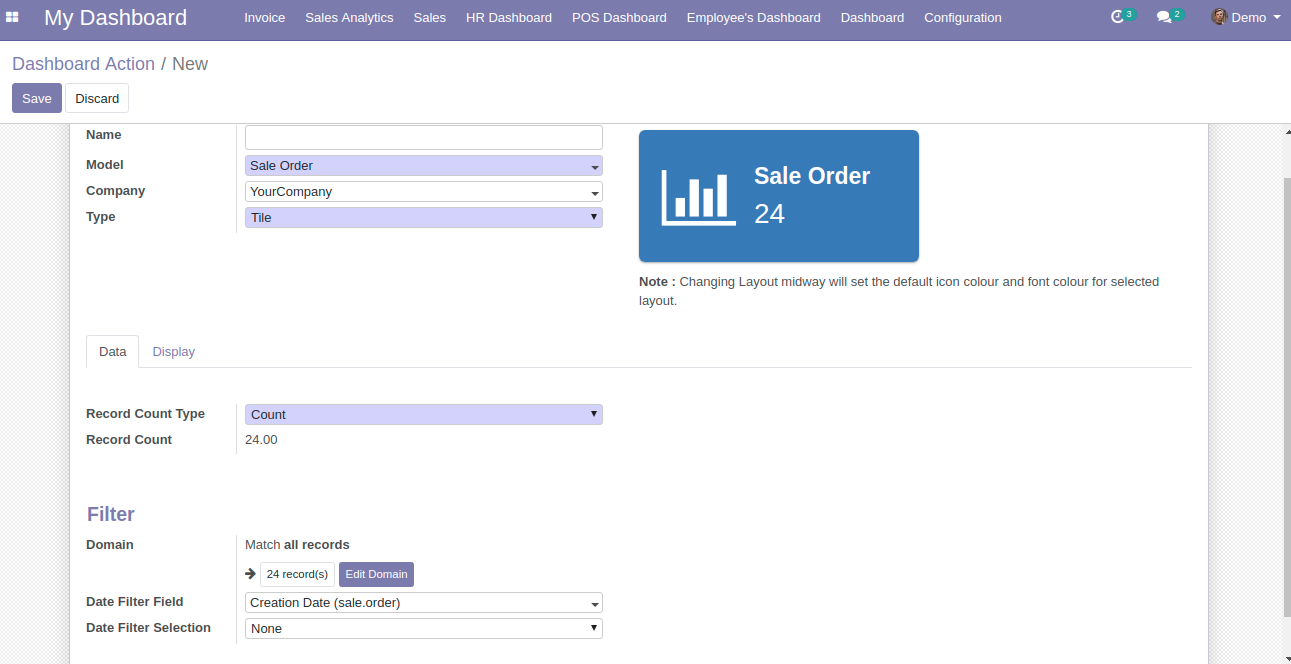 My Dashboard Invoice Sales Analytics Sales HR Dashboard POS Dashboard Employee's Dashboard Dashboard Configuration 3 2 Demo
Dashboard Action / New
Save Discard
Name
Model Sale Order
Company YourCompany
Type Tile
Sale Order
24
Note : Changing Layout midway will set the default icon colour and font colour for selected
layout.
Data Display
Record Count Type Count
Record Count 24.00
Filter
Domain Match all records
24 record(s) Edit Domain
Date Filter Field Creation Date (sale.order)
Date Filter Selection None